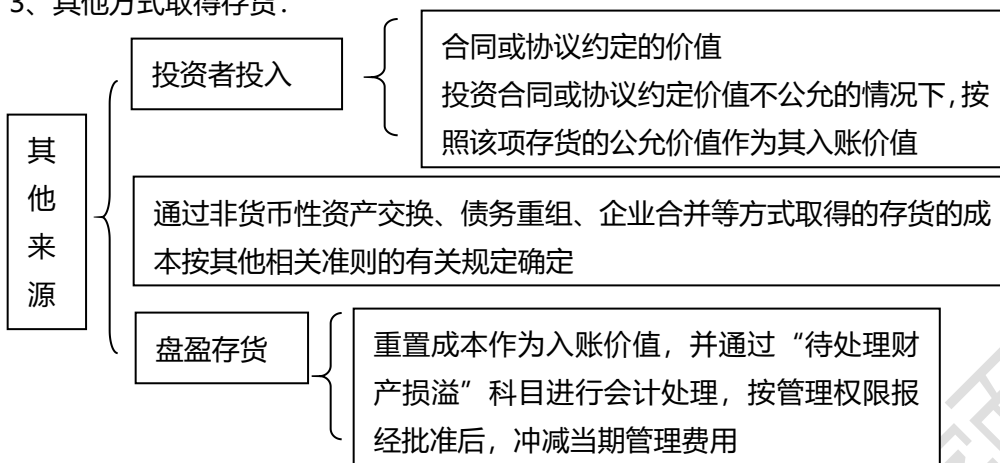 3、其他方式取得存货：
投资者投入
合同或协议约定的价值
投资合同或协议约定价值不公允的情况下，按
照该项存货的公允价值作为其入账价值
其
他
来
源
通过非货币性资产交换、债务重组、企业合并等方式取得的存货的成
本按其他相关准则的有关规定确定
盘盈存货
重置成本作为入账价值，并通过“待处理财
产损溢”科目进行会计处理，按管理权限报
经批准后，冲减当期管理费用